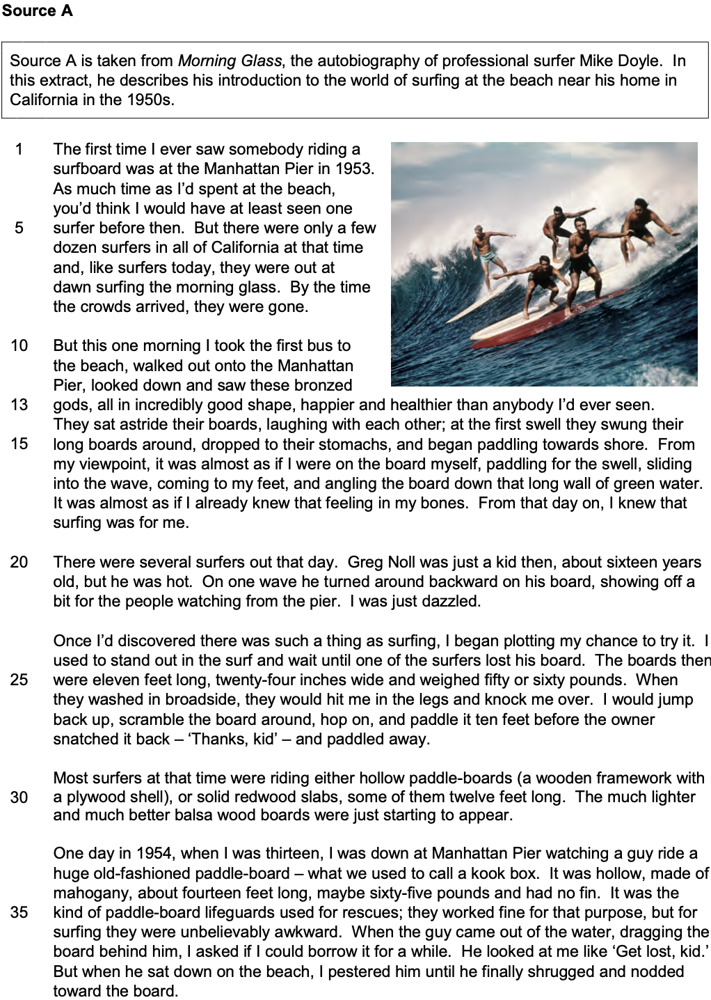 Source A
Source A is taken from Morning Glass, the autobiography of professional surfer Mike Doyle.  In
this extract, he describes his introduction to the world of surfing at the beach near his home in
California in the 1950s.
1 The first time I ever saw somebody riding a
surfboard was at the Manhattan Pier in 1953.
As much time as I'd spent at the beach,
you'd think I would have at least seen one
5 surfer before then.  But there were only a few
dozen surfers in all of California at that time
and, like surfers today, they were out at
dawn surfing the morning glass.  By the time
the crowds arrived, they were gone.
10 But this one morning I took the first bus to
the beach, walked out onto the Manhattan
Pier, looked down and saw these bronzed
13 gods, all in incredibly good shape, happier and healthier than anybody I'd ever seen.
They sat astride their boards, laughing with each other; at the first swell they swung their
15 long boards around, dropped to their stomachs, and began paddling towards shore.  From
my viewpoint, it was almost as if I were on the board myself, paddling for the swell, sliding
into the wave, coming to my feet, and angling the board down that long wall of green water.
It was almost as if I already knew that feeling in my bones.  From that day on, I knew that
surfing was for me.
20 There were several surfers out that day.  Greg Noll was just a kid then, about sixteen years
old, but he was hot.  On one wave he turned around backward on his board, showing off a
bit for the people watching from the pier.  I was just dazzled.
Once I'd discovered there was such a thing as surfing, I began plotting my chance to try it.  I
used to stand out in the surf and wait until one of the surfers lost his board.  The boards then
25 were eleven feet long, twenty-four inches wide and weighed fifty or sixty pounds.  When
they washed in broadside, they would hit me in the legs and knock me over.  I would jump
back up, scramble the board around, hop on, and paddle it ten feet before the owner
snatched it back – 'Thanks, kid' – and paddled away.
Most surfers at that time were riding either hollow paddle-boards (a wooden framework with
30 a plywood shell), or solid redwood slabs, some of them twelve feet long.  The much lighter
and much better balsa wood boards were just starting to appear.
One day in 1954, when I was thirteen, I was down at Manhattan Pier watching a guy ride a
huge old-fashioned paddle-board – what we used to call a kook box.  It was hollow, made of
mahogany, about fourteen feet long, maybe sixty-five pounds and had no fin.  It was the
35 kind of paddle-board lifeguards used for rescues; they worked fine for that purpose, but for
surfing they were unbelievably awkward.  When the guy came out of the water, dragging the
board behind him, I asked if I could borrow it for a while.  He looked at me like 'Get lost, kid.'
But when he sat down on the beach, I pestered him until he finally shrugged and nodded
toward the board.